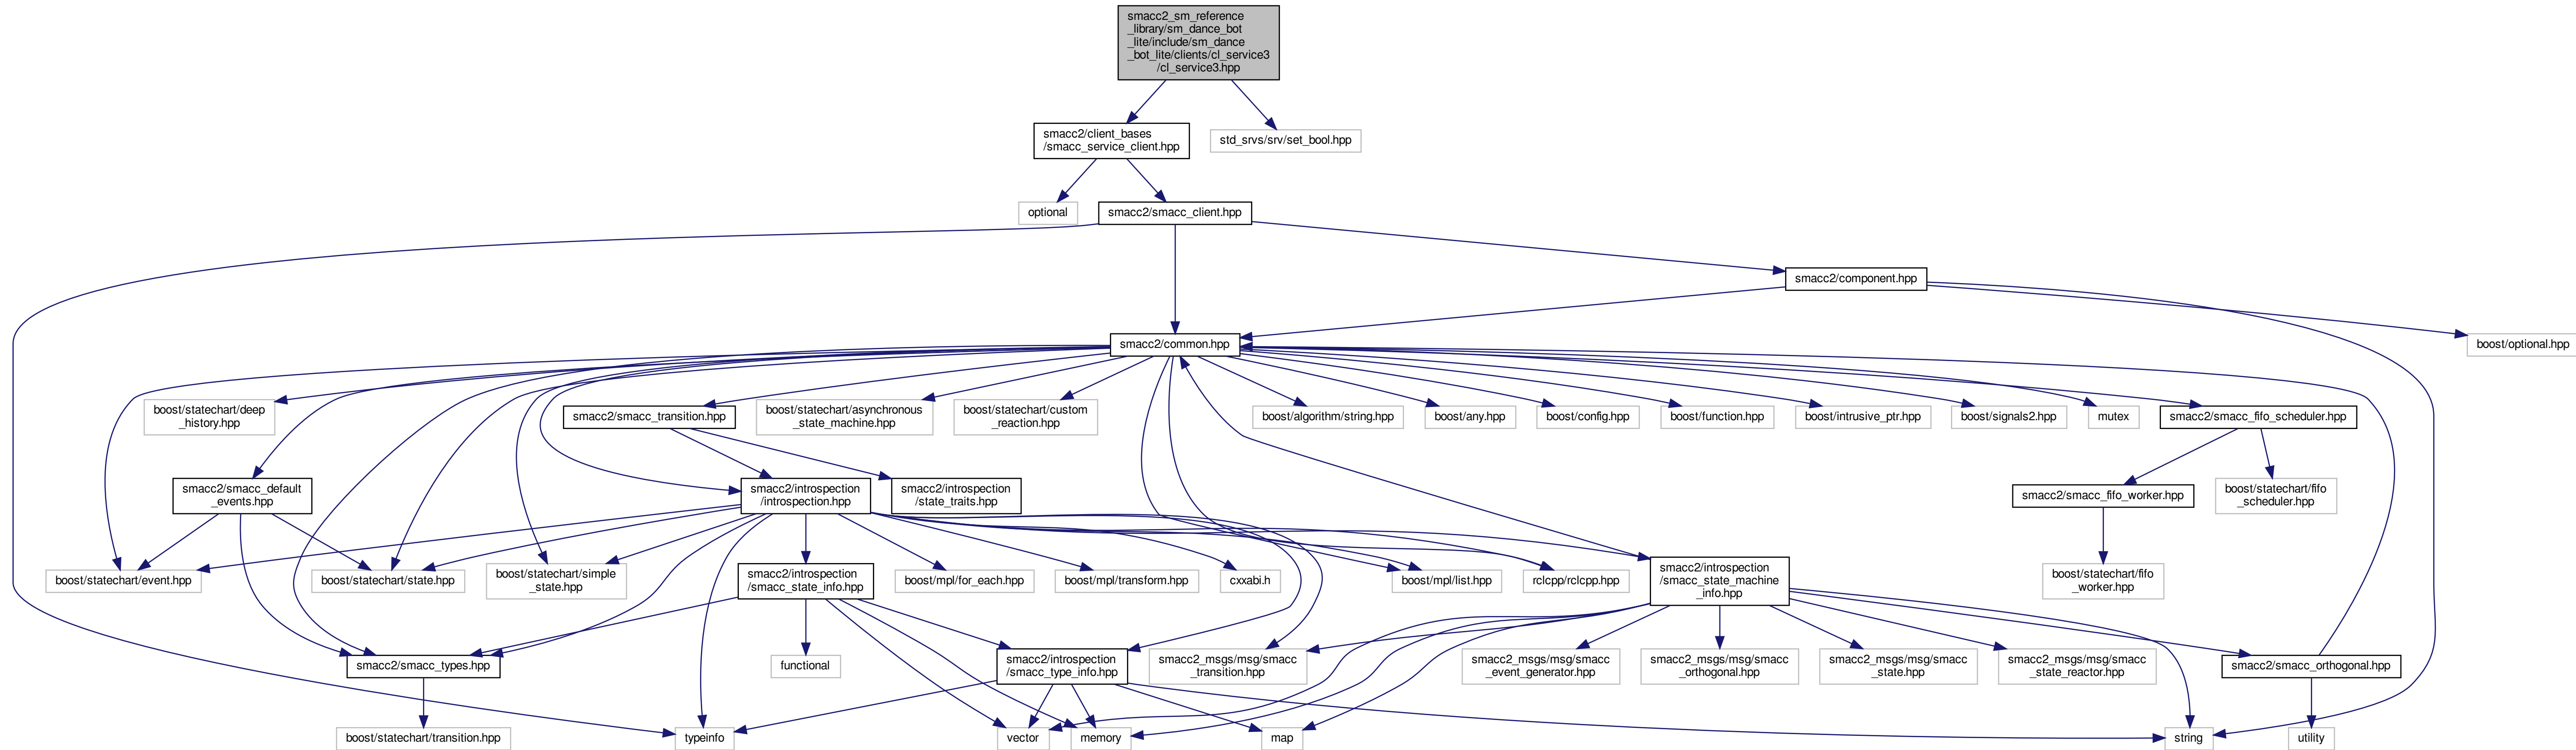 smacc2_sm_reference
_library/sm_dance_bot
_lite/include/sm_dance
_bot_lite/clients/cl_service3
/cl_service3.hpp
smacc2/client_bases
/smacc_service_client.hpp
std_srvs/srv/set_bool.hpp
optional
smacc2/smacc_client.hpp
smacc2/component.hpp
smacc2/common.hpp
boost/optional.hpp
boost/statechart/deep
_history.hpp
smacc2/smacc_transition.hpp
boost/statechart/asynchronous
_state_machine.hpp
boost/statechart/custom
_reaction.hpp
boost/algorithm/string.hpp
boost/any.hpp
boost/config.hpp
boost/function.hpp
boost/intrusive_ptr.hpp
boost/signals2.hpp
mutex
smacc2/smacc_fifo_scheduler.hpp
smacc2/smacc_default
_events.hpp
smacc2/introspection
/introspection.hpp
smacc2/introspection
/state_traits.hpp
smacc2/smacc_fifo_worker.hpp
boost/statechart/fifo
_scheduler.hpp
boost/statechart/event.hpp
boost/statechart/state.hpp
boost/statechart/simple
_state.hpp
smacc2/introspection
/smacc_state_info.hpp
boost/mpl/for_each.hpp
boost/mpl/transform.hpp
cxxabi.h
boost/mpl/list.hpp
rclcpp/rclcpp.hpp
smacc2/introspection
/smacc_state_machine
_info.hpp
boost/statechart/fifo
_worker.hpp
smacc2/smacc_types.hpp
functional
smacc2/introspection
/smacc_type_info.hpp
smacc2_msgs/msg/smacc
_transition.hpp
smacc2_msgs/msg/smacc
_event_generator.hpp
smacc2_msgs/msg/smacc
_orthogonal.hpp
smacc2_msgs/msg/smacc
_state.hpp
smacc2_msgs/msg/smacc
_state_reactor.hpp
smacc2/smacc_orthogonal.hpp
boost/statechart/transition.hpp
typeinfo
vector
memory
map
string
utility